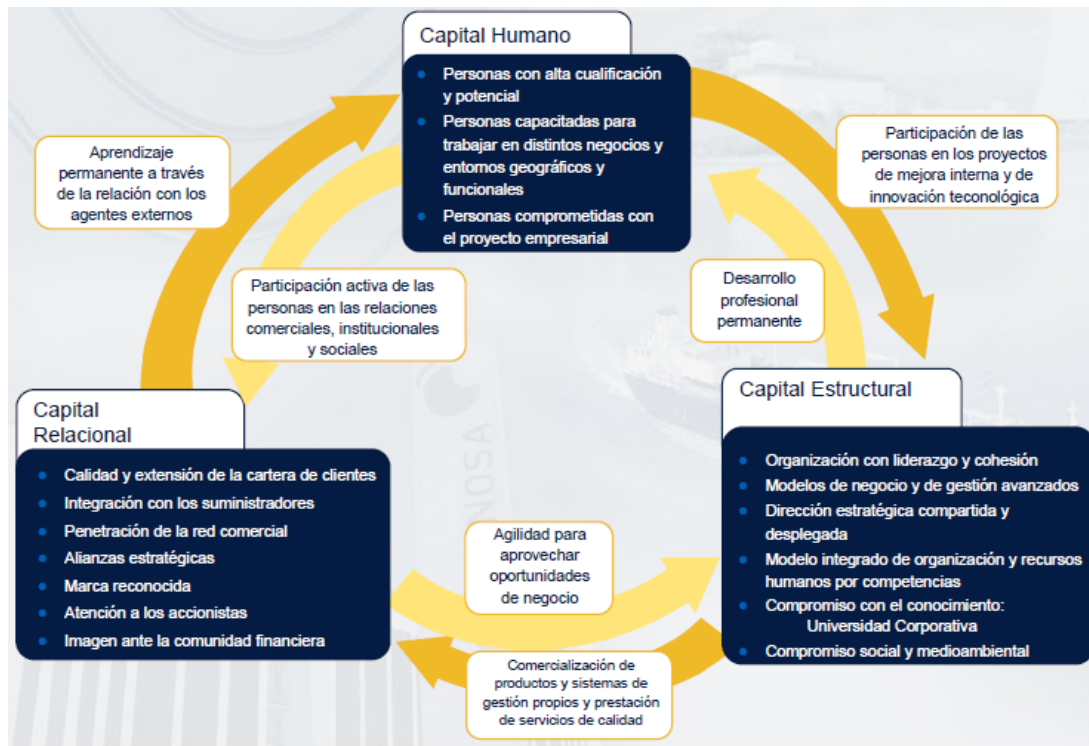 Capital Humano
Personas con alta cualificación
y potencial
Personas capacitadas para
trabajar en distintos negocios y
entornos geográficos y
funcionales
Personas comprometidas con
el proyecto empresarial
Aprendizaje
permanente a través
de la relación con los
agentes externos
Participación de las
personas en los proyectos
de mejora interna y de
innovación teconológica
Participación activa de las
personas en las relaciones
comerciales, institucionales
y sociales
Desarrollo
profesional
permanente
Capital
Relacional
Calidad y extensión de la cartera de clientes
Integración con los suministradores
Penetración de la red comercial
Alianzas estratégicas
Marca reconocida
Atención a los accionistas
Imagen ante la comunidad financiera
Capital Estructural
Organización con liderazgo y cohesión
Modelos de negocio y de gestión avanzados
Dirección estratégica compartida y
desplegada
Modelo integrado de organización y recursos
humanos por competencias
Compromiso con el conocimiento:
Universidad Corporativa
Compromiso social y medioambiental
Agilidad para
aprovechar
oportunidades
de negocio
Comercialización de
productos y sistemas de
gestión propios y prestación
de servicios de calidad
NOSA